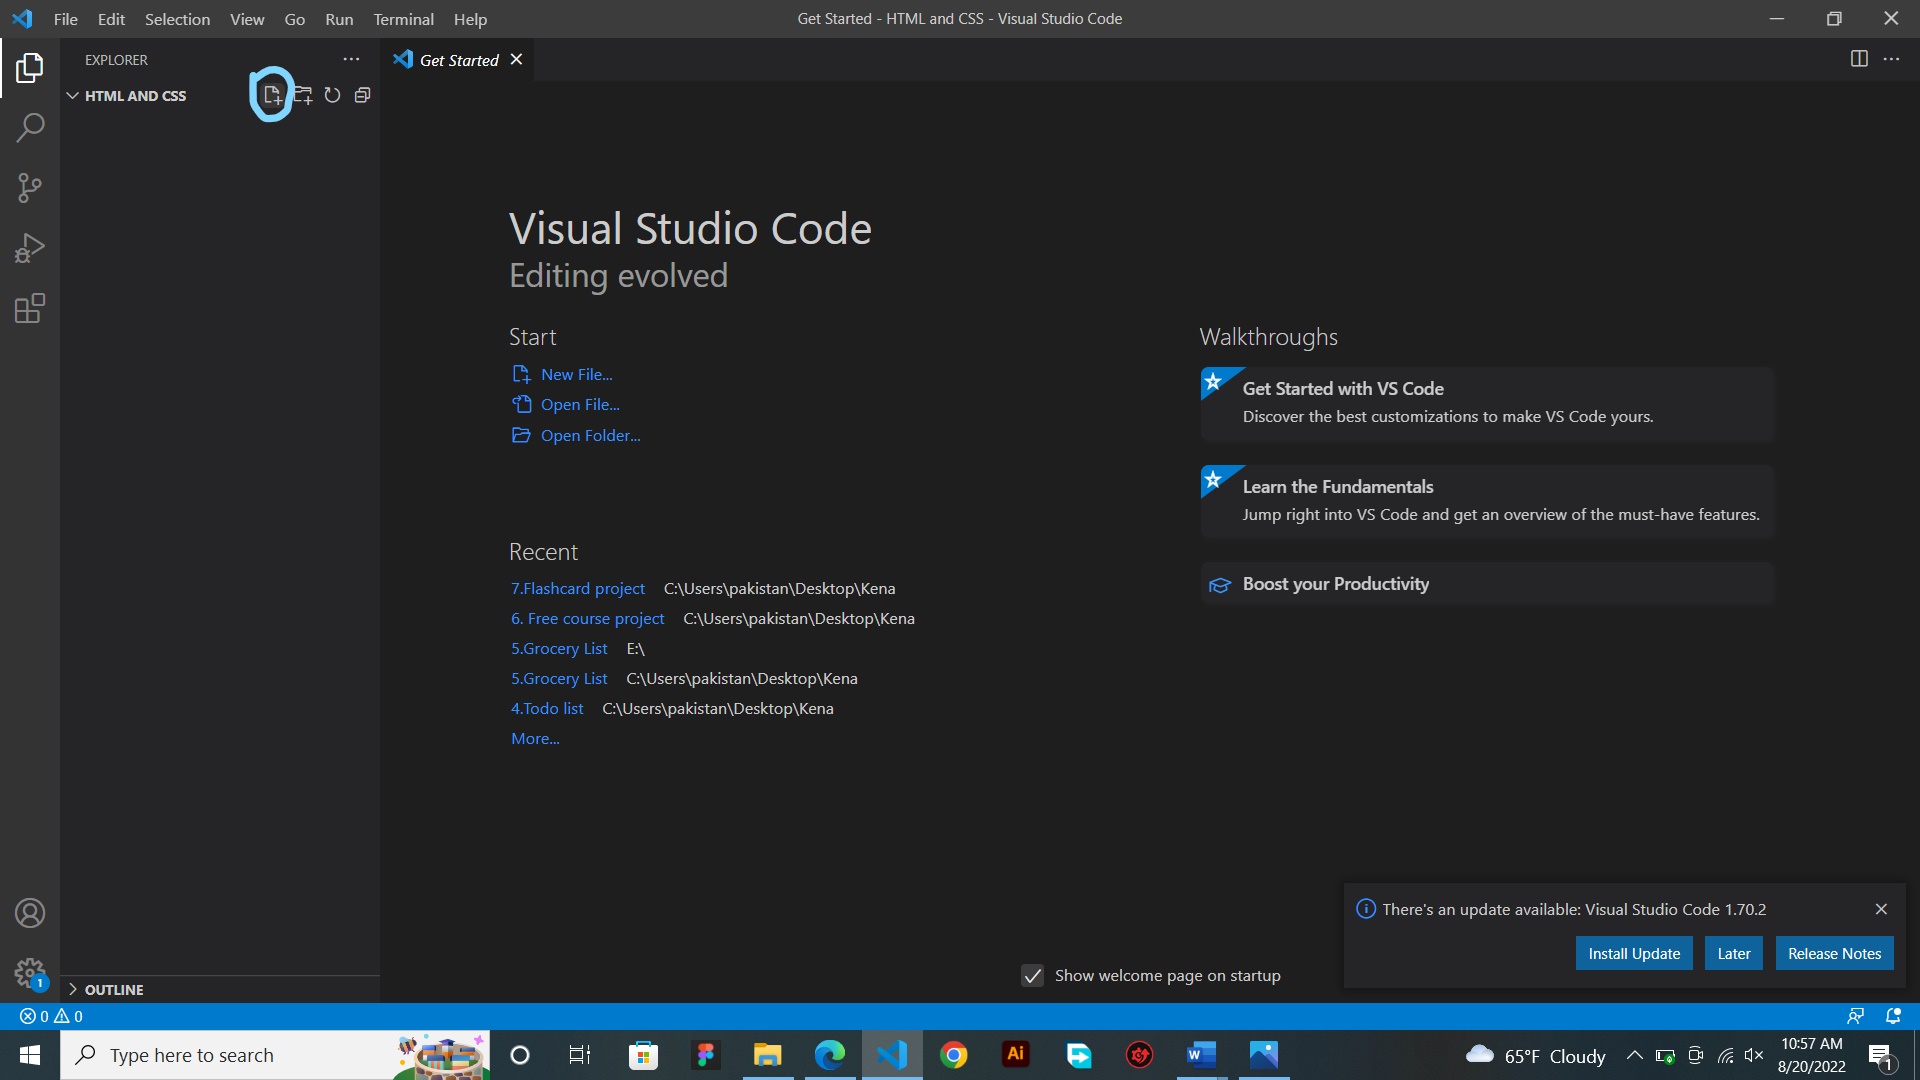 File Edit Selection View Go Run Terminal Help
Get Started - HTML and CSS - Visual Studio Code
EXPLORER
Get Started
HTML AND CSS
Visual Studio Code
Editing evolved
Start
New File...
Open File...
Open Folder...
Recent
7.Flashcard project C:\Users\pakistan\Desktop\Kena
6. Free course project C:\Users\pakistan\Desktop\Kena
5.Grocery List E:\
5.Grocery List C:\Users\pakistan\Desktop\Kena
4.Todo list C:\Users\pakistan\Desktop\Kena
More...
Walkthroughs
Get Started with VS Code
Discover the best customizations to make VS Code yours.
Learn the Fundamentals
Jump right into VS Code and get an overview of the must-have features.
Boost your Productivity
There's an update available: Visual Studio Code 1.70.2
Install Update Later Release Notes
Show welcome page on startup
1
OUTLINE
0 0
Type here to search
Ai
W
65°F Cloudy
10:57 AM
8/20/2022
1